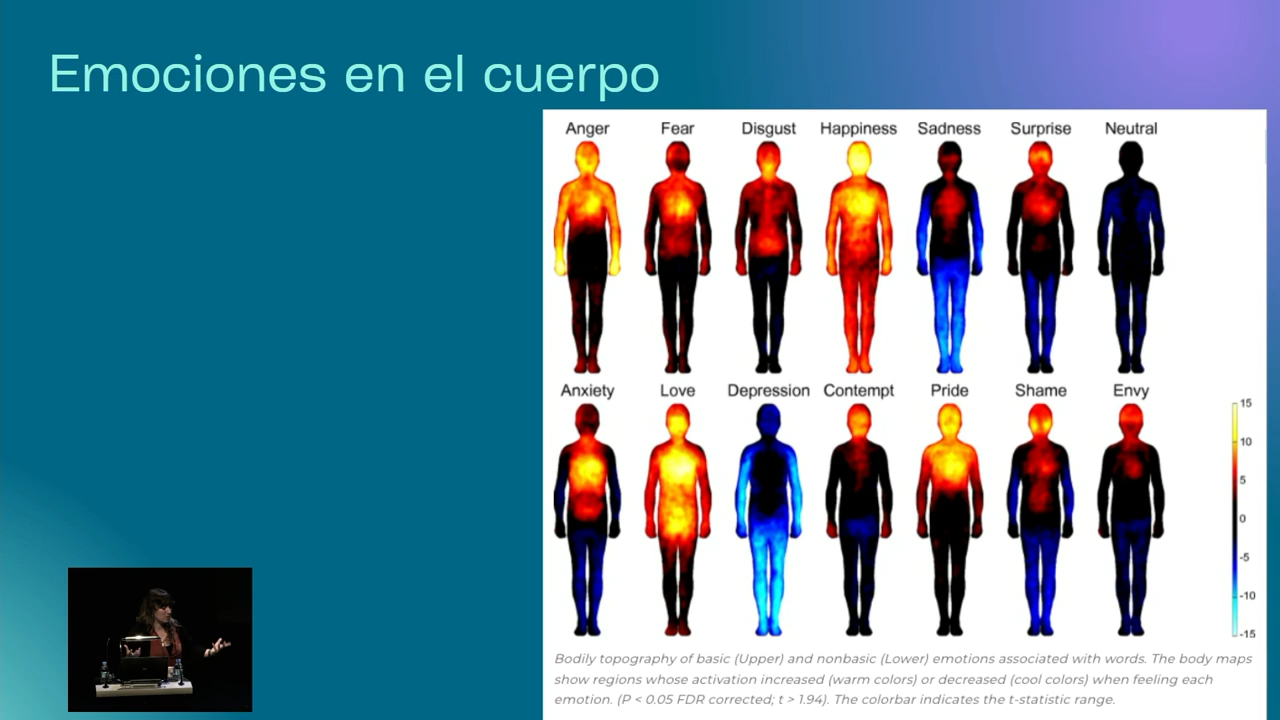 Emociones en el cuerpo
Anger Fear Disgust Happiness Sadness Surprise Neutral
Anxiety Love Depression Contempt Pride Shame Envy
15
10
5
0
-5
-10
-15
Bodily topography of basic (Upper) and nonbasic (Lower) emotions associated with words. The body maps
show regions whose activation increased (warm colors) or decreased (cool colors) when feeling each
emotion. (P < 0.05 FDR corrected; t > 1.94). The colorbar indicates the t-statistic range.